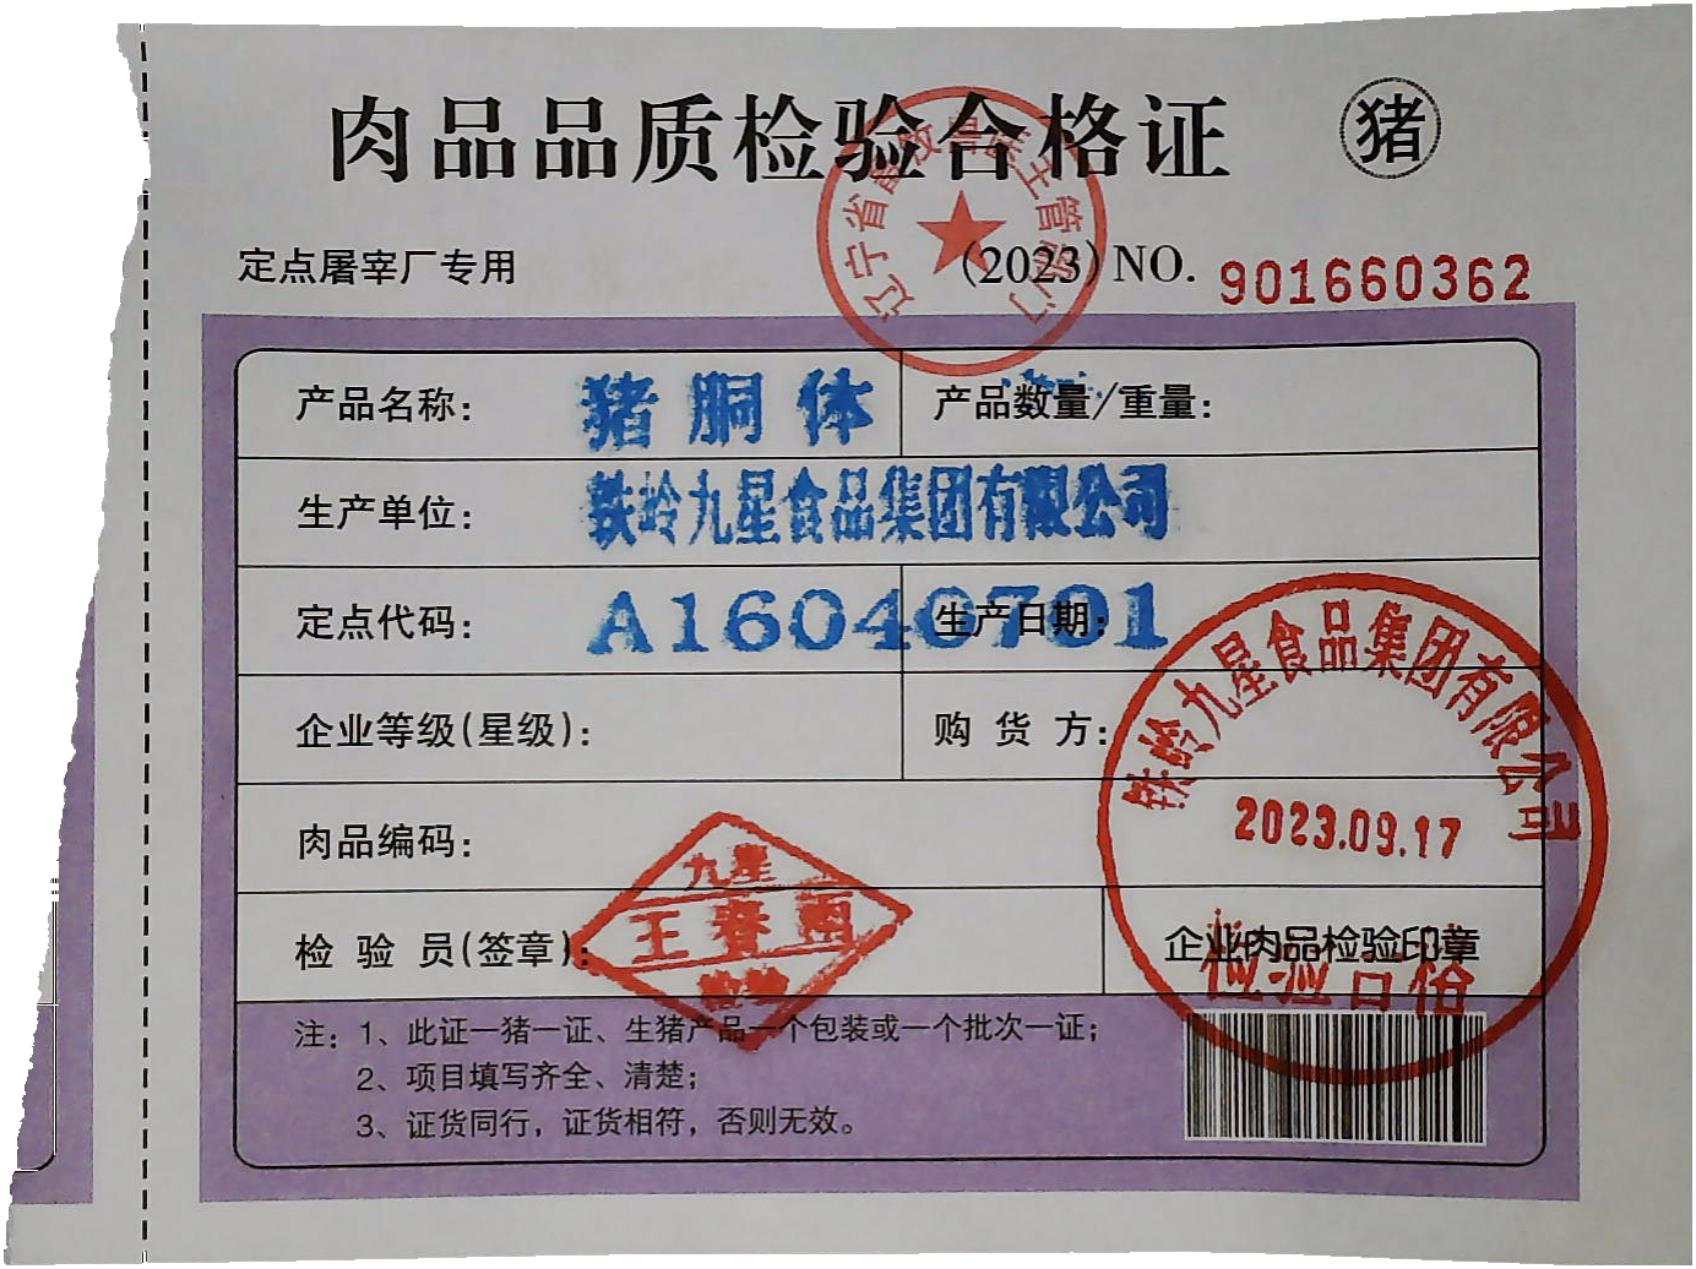 肉品品质检验合格证 猪
辽宁省畜牧兽医主管部门
定点屠宰厂专用 (2023) NO. 901660362
产品名称: 猪胴体 产品数量/重量:
生产单位: 铁岭九星食品集团有限公司
定点代码: A16040701 生产日期:
企业等级(星级): 购货方:
铁岭九星食品集团有限公司
2023.09.17
检验合格
肉品编码:
九星
王春雨
检验员(签章): 企业肉品检验印章
注: 1、此证一猪一证、生猪产品一个包装或一个批次一证;
2、项目填写齐全、清楚;
3、证货同行, 证货相符, 否则无效。